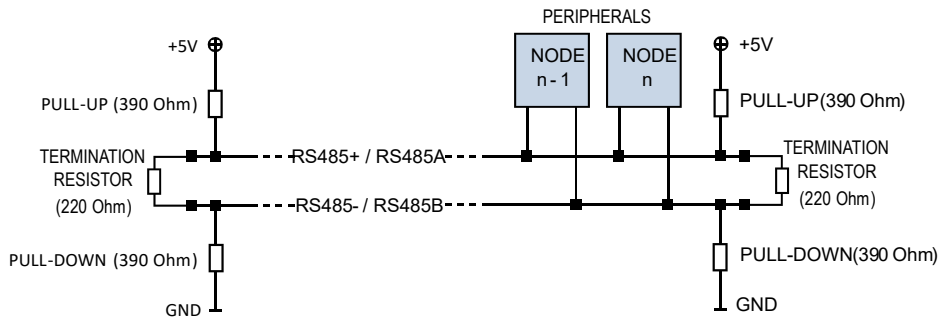 PERIPHERALS
+5V
NODE
n - 1
NODE
n
+5V
PULL-UP (390 Ohm)
PULL-UP(390 Ohm)
TERMINATION
RESISTOR
(220 Ohm)
RS485+ / RS485A
TERMINATION
RESISTOR
(220 Ohm)
RS485- / RS485B
PULL-DOWN (390 Ohm)
PULL-DOWN(390 Ohm)
GND
GND